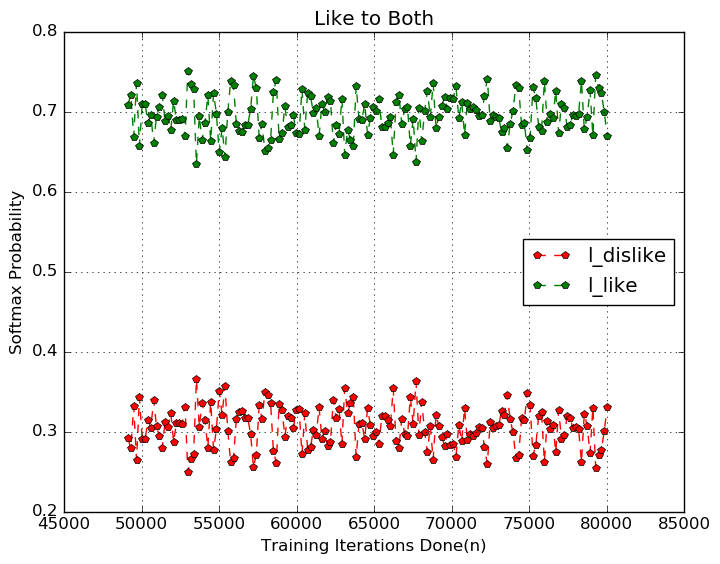 Like to Both
0.8
0.7
0.6
0.5
0.4
0.3
0.2
Softmax Probability
l_dislike
l_like
45000 50000 55000 60000 65000 70000 75000 80000 85000
Training Iterations Done(n)